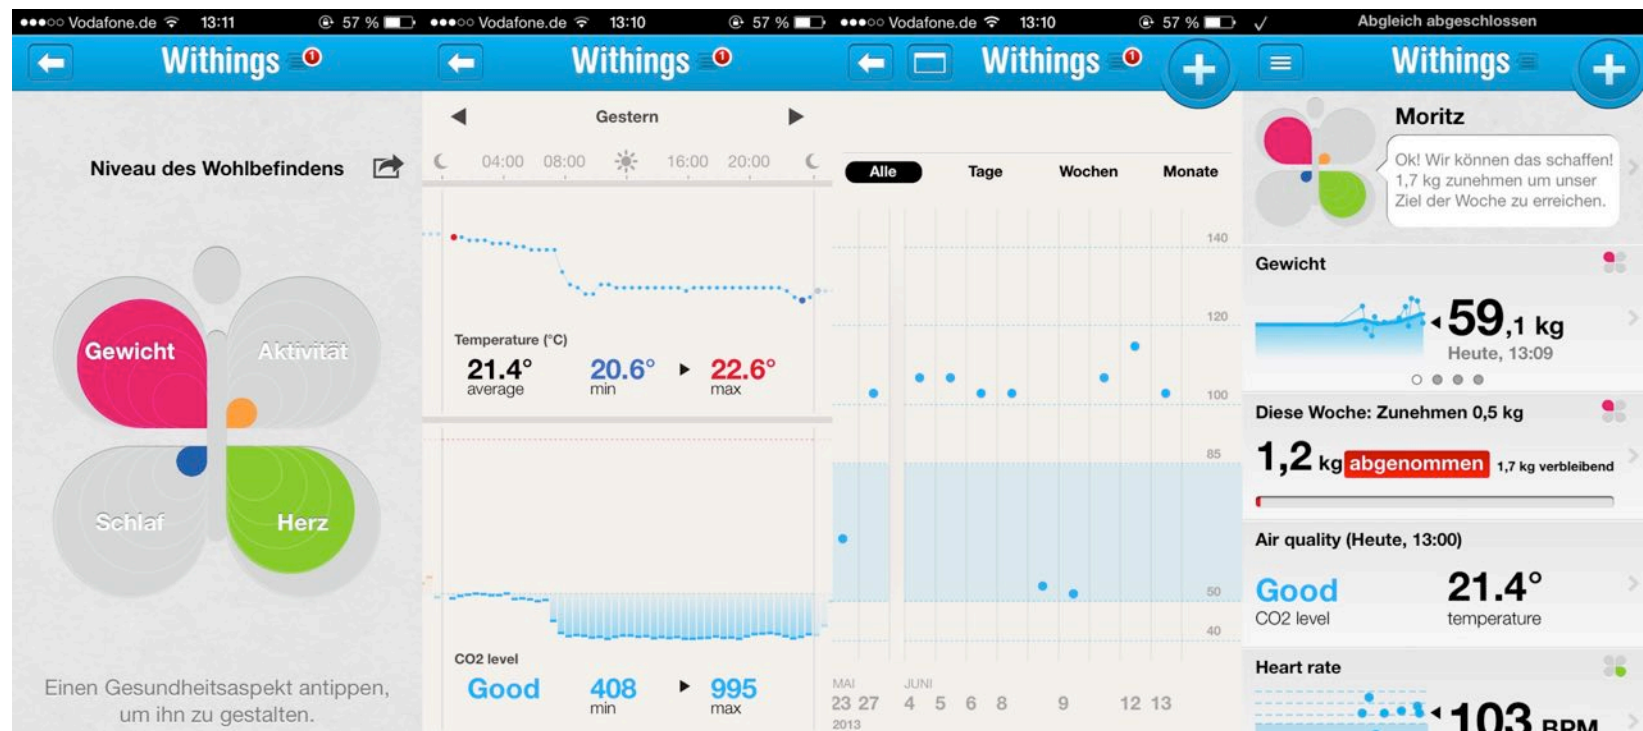 Vodafone.de 13:11 57 %
Withings 1
Niveau des Wohlbefindens
Gewicht
Aktivität
Schlaf
Herz
Einen Gesundheitsaspekt antippen,
um ihn zu gestalten.
Vodafone.de 13:10 57 %
Withings 1
Gestern
04:00 08:00 16:00 20:00
Temperature (°C)
21.4° 20.6° 22.6°
average min max
CO2 level
Good 408 995
min max
Vodafone.de 13:10 57 %
Withings 1
Alle Tage Wochen Monate
140
120
100
85
50
40
MAI JUNI
23 27 4 5 6 8 9 12 13
2013
Abgleich abgeschlossen
Withings
Moritz
Ok! Wir können das schaffen!
1,7 kg zunehmen um unser
Ziel der Woche zu erreichen.
Gewicht
59,1 kg
Heute, 13:09
Diese Woche: Zunehmen 0,5 kg
1,2 kg abgenommen 1,7 kg verbleibend
Air quality (Heute, 13:00)
Good 21.4°
CO2 level temperature
Heart rate
103 BPM